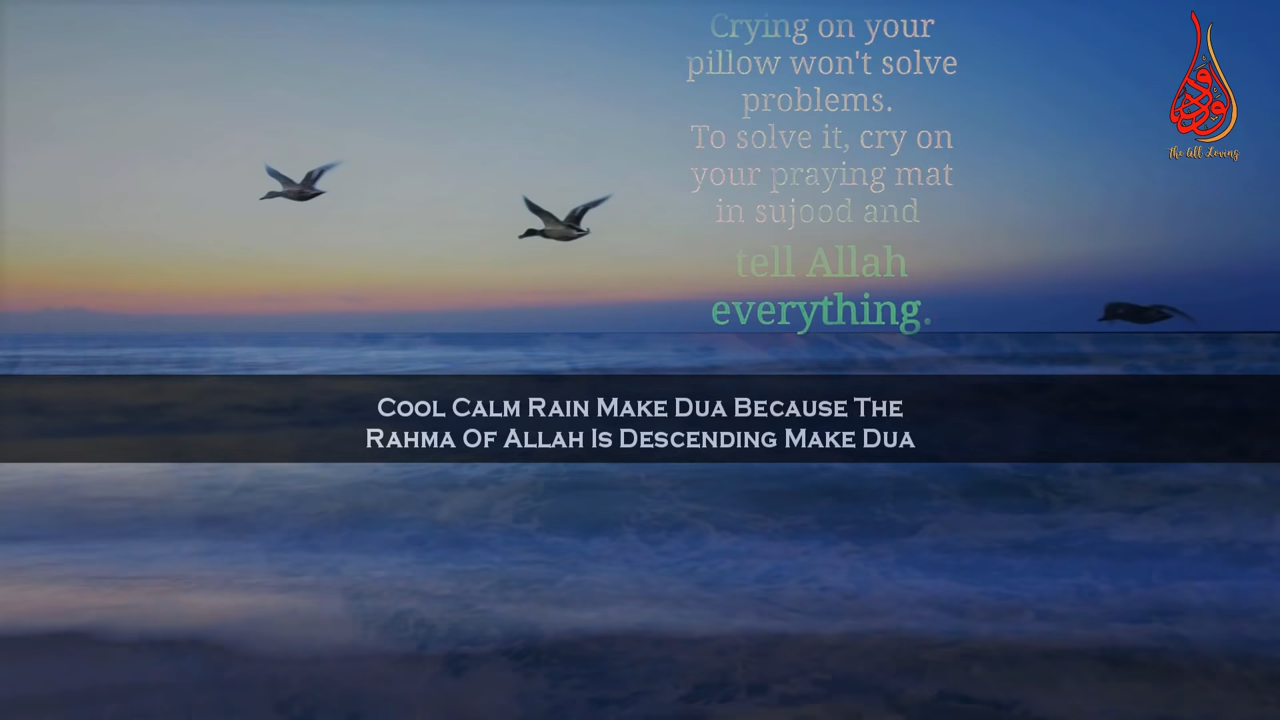 Crying on your
pillow won't solve
problems.
To solve it, cry on
your praying mat
in sujood and
tell Allah
everything.
الودود
The All Loving
Cool Calm Rain Make Dua Because The
Rahma Of Allah Is Descending Make Dua